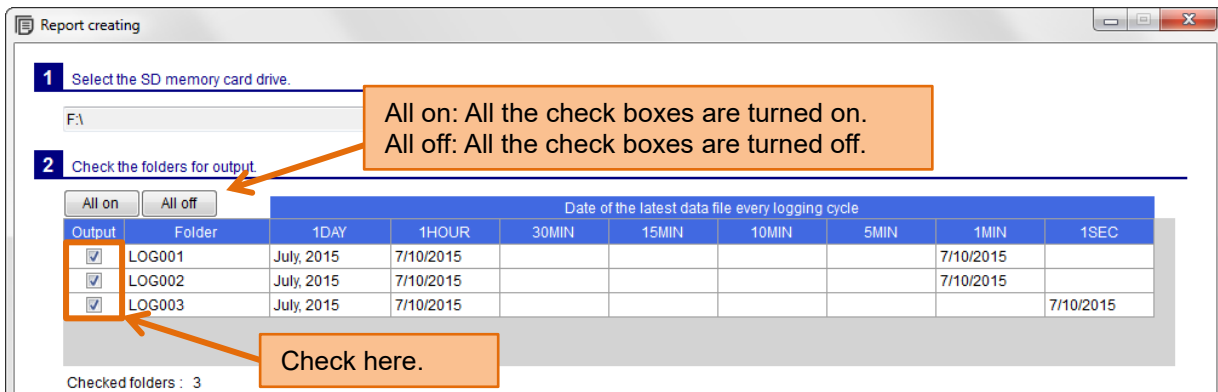 Report creating
1 Select the SD memory card drive.
F:\
All on: All the check boxes are turned on.
All off: All the check boxes are turned off.
2 Check the folders for output.
All on All off
Date of the latest data file every logging cycle
Output Folder 1DAY 1HOUR 30MIN 15MIN 10MIN 5MIN 1MIN 1SEC
LOG001 July, 2015 7/10/2015 7/10/2015
LOG002 July, 2015 7/10/2015 7/10/2015
LOG003 July, 2015 7/10/2015 7/10/2015
Check here.
Checked folders : 3